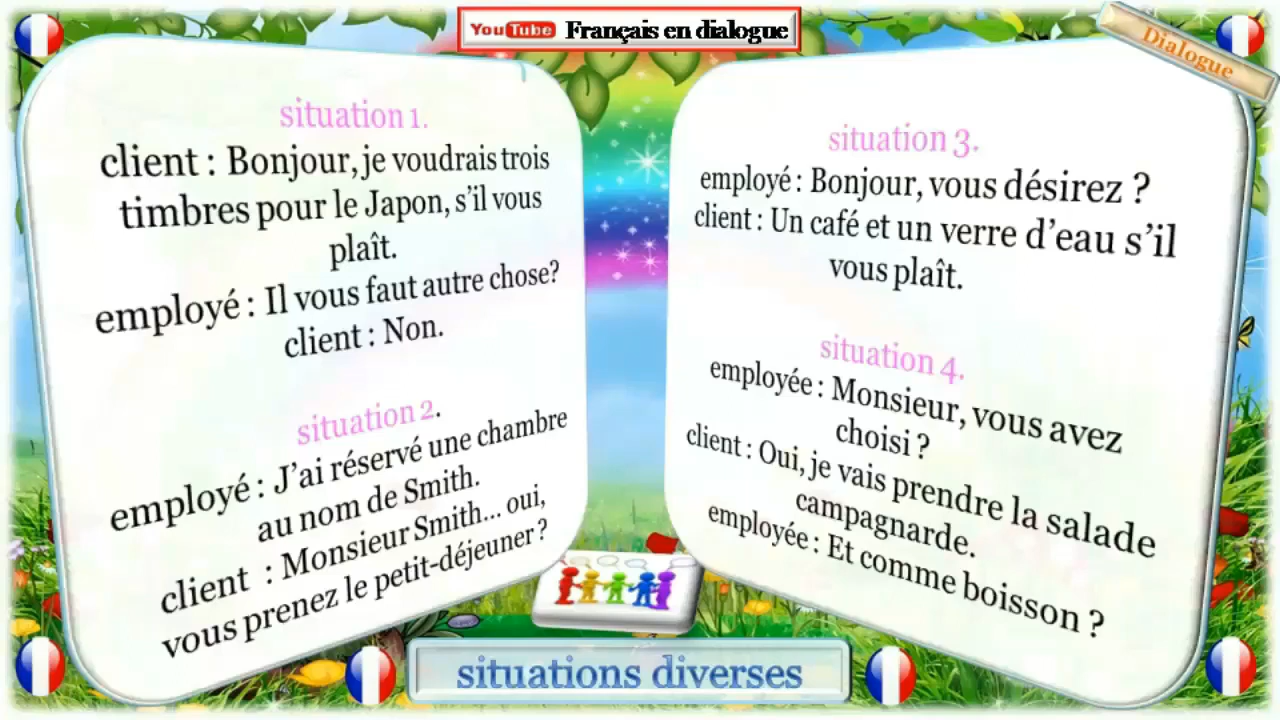 YouTube Français en dialogue
Dialogue
situation 1.
client : Bonjour, je voudrais trois
timbres pour le Japon, s'il vous
plaît.
employé : Il vous faut autre chose?
client : Non.
situation 2.
employé : J'ai réservé une chambre
au nom de Smith.
client : Monsieur Smith... oui,
vous prenez le petit-déjeuner ?
situation 3.
employé : Bonjour, vous désirez ?
client : Un café et un verre d'eau s'il
vous plaît.
situation 4.
employée : Monsieur, vous avez
choisi ?
client : Oui, je vais prendre la salade
campagnarde.
employée : Et comme boisson ?
situations diverses